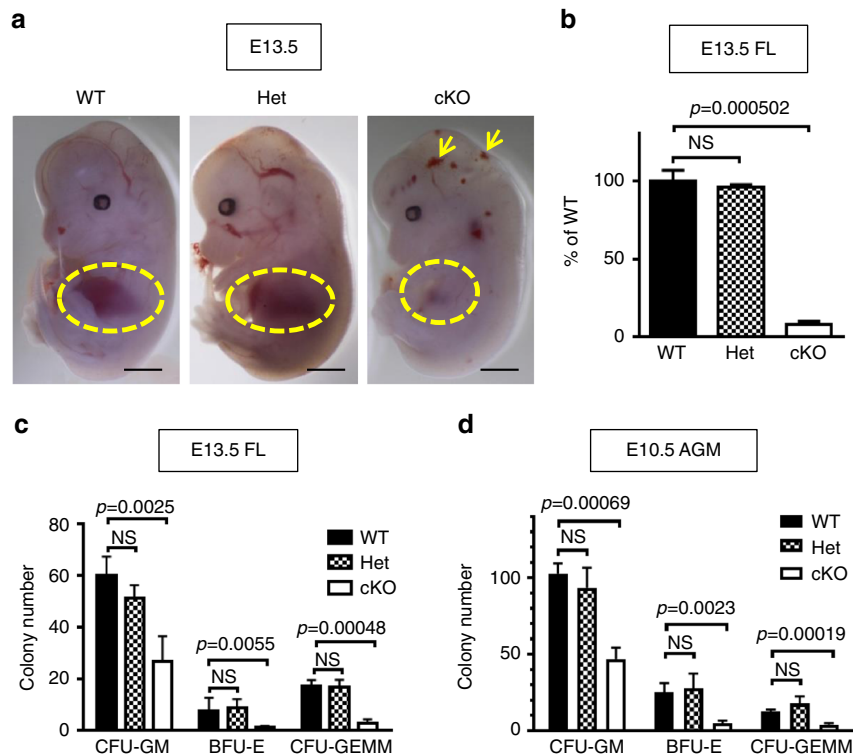 a
E13.5
WT
Het
cKO
b
E13.5 FL
p=0.000502
NS
% of WT
100
50
0
WT
Het
cKO
c
E13.5 FL
p=0.0025
NS
WT
Het
cKO
p=0.0055
NS
p=0.00048
NS
Colony number
80
60
40
20
0
CFU-GM
BFU-E
CFU-GEMM
d
E10.5 AGM
p=0.00069
NS
WT
Het
cKO
p=0.0023
NS
p=0.00019
NS
Colony number
100
50
0
CFU-GM
BFU-E
CFU-GEMM